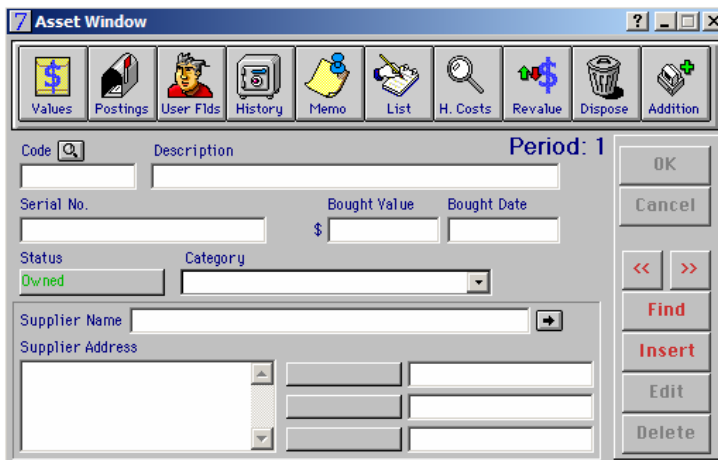 7 Asset Window ? _ □ X
Values Postings User Flds History Memo List H. Costs Revalue Dispose Addition
Period: 1
Code Description
Serial No. Bought Value Bought Date
$
Status Category
Owned
Supplier Name
Supplier Address
OK
Cancel
<< >>
Find
Insert
Edit
Delete